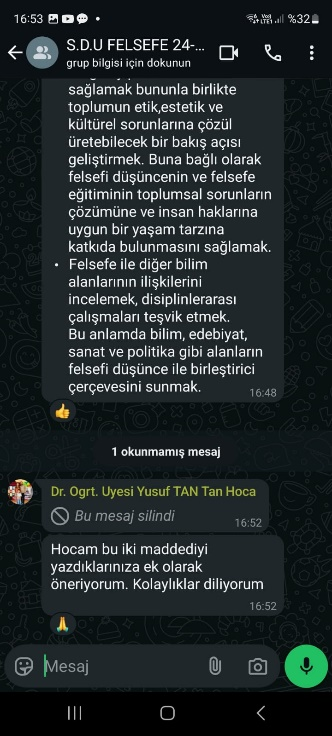 16:53
%32
S.D.U FELSEFE 24-...
grup bilgisi için dokunun
sağlamak bununla birlikte
toplumun etik,estetik ve
kültürel sorunlarına çözül
üretebilecek bir bakış açısı
geliştirmek. Buna bağlı olarak
felsefi düşüncenin ve felsefe
eğitiminin toplumsal sorunların
çözümüne ve insan haklarına
uygun bir yaşam tarzına
katkıda bulunmasını sağlamak.
• Felsefe ile diğer bilim
alanlarının ilişkilerini
incelemek, disiplinlerarası
çalışmaları teşvik etmek.
Bu anlamda bilim, edebiyat,
sanat ve politika gibi alanların
felsefi düşünce ile birleştirici
çerçevesini sunmak.
16:48
1 okunmamış mesaj
Dr. Ogrt. Uyesi Yusuf TAN Tan Hoca
Bu mesaj silindi
16:52
Hocam bu iki maddediyi
yazdıklarınıza ek olarak
öneriyorum. Kolaylıklar diliyorum
16:52
Mesaj